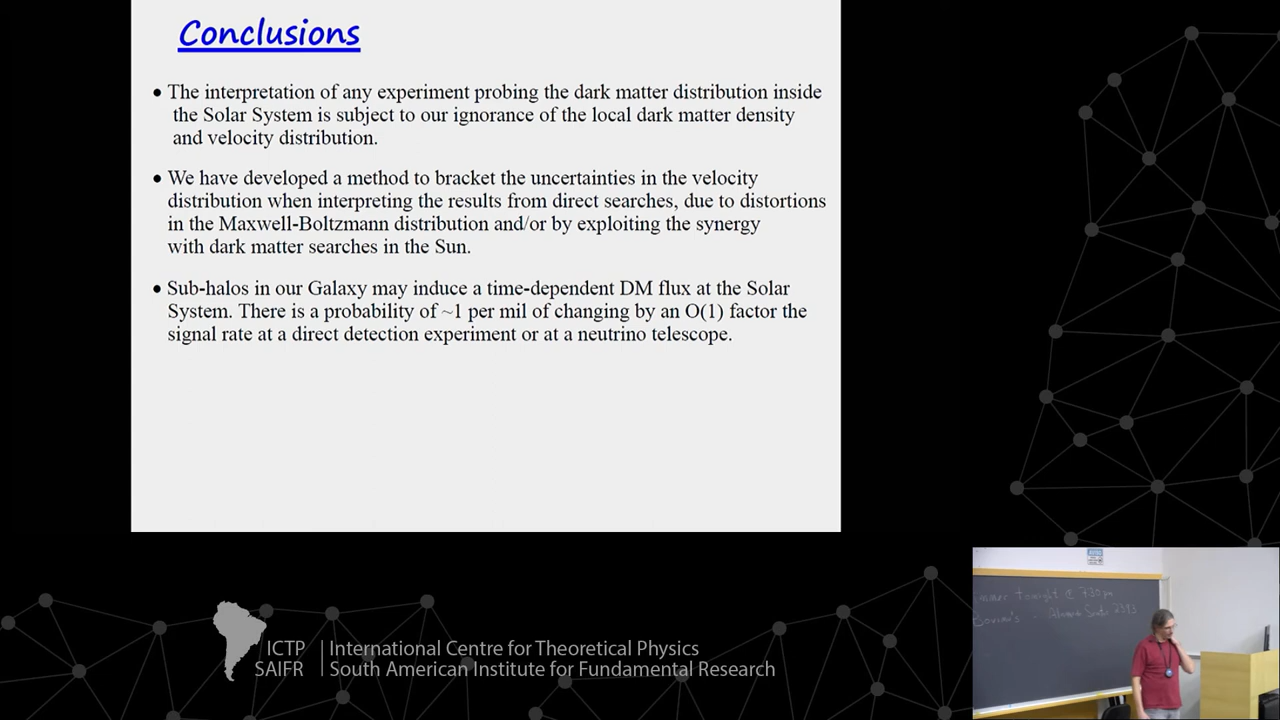 Conclusions
• The interpretation of any experiment probing the dark matter distribution inside
the Solar System is subject to our ignorance of the local dark matter density
and velocity distribution.
• We have developed a method to bracket the uncertainties in the velocity
distribution when interpreting the results from direct searches, due to distortions
in the Maxwell-Boltzmann distribution and/or by exploiting the synergy
with dark matter searches in the Sun.
• Sub-halos in our Galaxy may induce a time-dependent DM flux at the Solar
System. There is a probability of ~1 per mil of changing by an O(1) factor the
signal rate at a direct detection experiment or at a neutrino telescope.
ICTP
SAIFR
International Centre for Theoretical Physics
South American Institute for Fundamental Research
tonight @ 7:30 pm